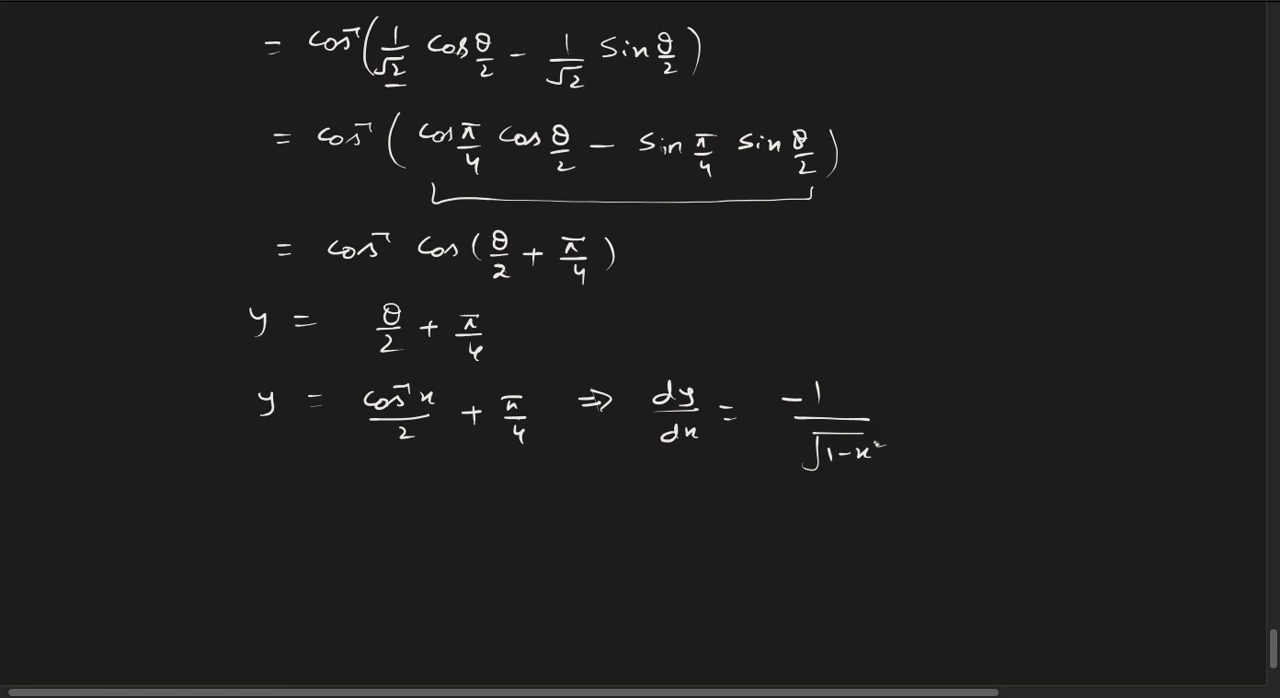 = cos⁻¹(1/√2 cos θ/2 - 1/√2 sin θ/2)
= cos⁻¹(cos π/4 cos θ/2 - sin π/4 sin θ/2)
= cos⁻¹ cos(θ/2 + π/4)
y = θ/2 + π/4
y = cos⁻¹x/2 + π/4 ⇒ dy/dx = -1/√(1-x²)